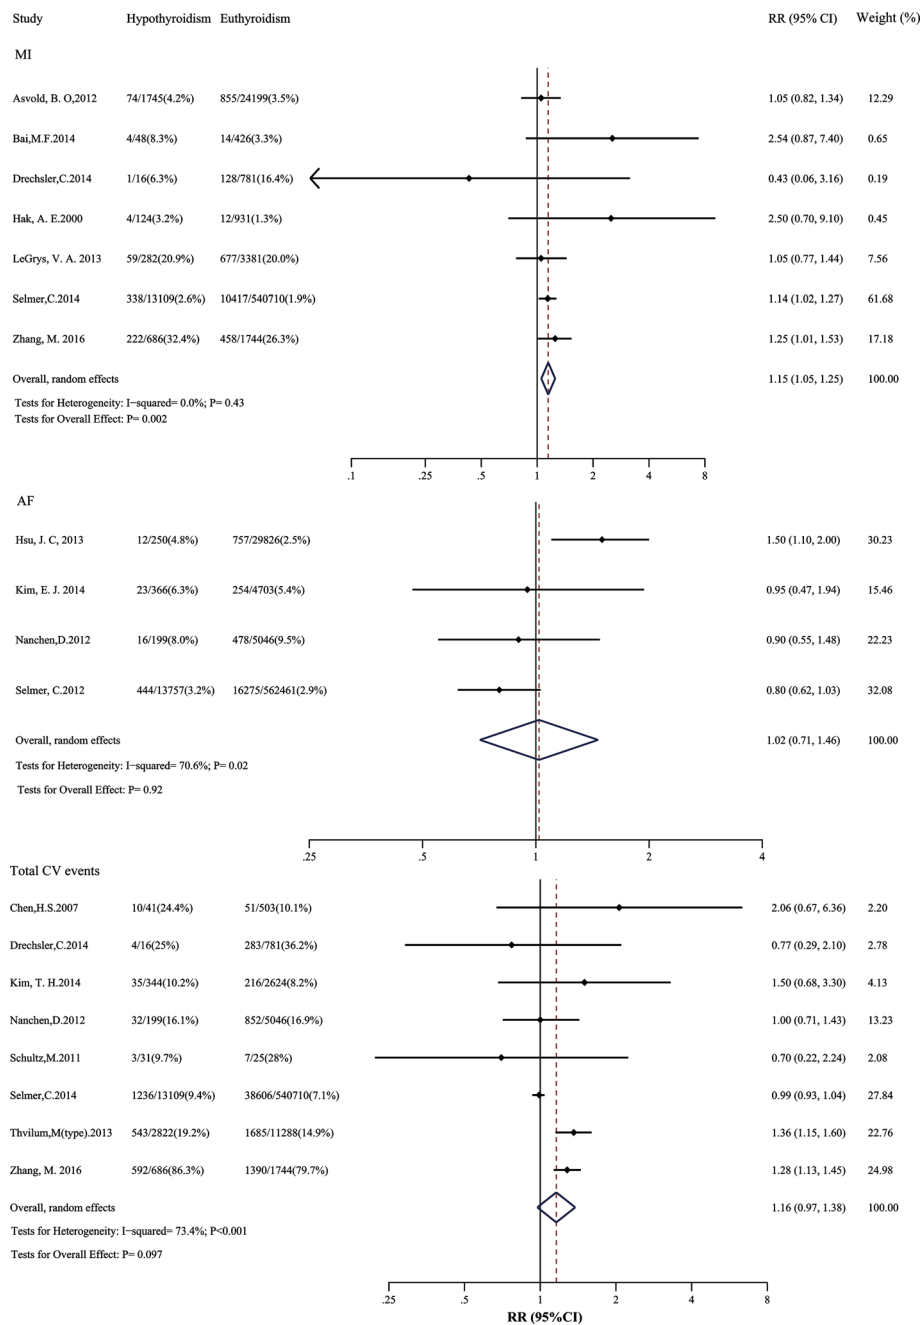 Study Hypothyroidism Euthyroidism RR (95% CI) Weight (%)
MI
Asvold, B. O,2012 74/1745(4.2%) 855/24199(3.5%) 1.05 (0.82, 1.34) 12.29
Bai,M.F.2014 4/48(8.3%) 14/426(3.3%) 2.54 (0.87, 7.40) 0.65
Drechsler,C.2014 1/16(6.3%) 128/781(16.4%) 0.43 (0.06, 3.16) 0.19
Hak, A. E.2000 4/124(3.2%) 12/931(1.3%) 2.50 (0.70, 9.10) 0.45
LeGrys, V. A. 2013 59/282(20.9%) 677/3381(20.0%) 1.05 (0.77, 1.44) 7.56
Selmer,C.2014 338/13109(2.6%) 10417/540710(1.9%) 1.14 (1.02, 1.27) 61.68
Zhang, M. 2016 222/686(32.4%) 458/1744(26.3%) 1.25 (1.01, 1.53) 17.18
Overall, random effects 1.15 (1.05, 1.25) 100.00
Tests for Heterogeneity: I−squared= 0.0%; P= 0.43
Tests for Overall Effect: P= 0.002
.1 .25 .5 1 2 4 8
AF
Hsu, J. C, 2013 12/250(4.8%) 757/29826(2.5%) 1.50 (1.10, 2.00) 30.23
Kim, E. J. 2014 23/366(6.3%) 254/4703(5.4%) 0.95 (0.47, 1.94) 15.46
Nanchen,D.2012 16/199(8.0%) 478/5046(9.5%) 0.90 (0.55, 1.48) 22.23
Selmer, C.2012 444/13757(3.2%) 16275/562461(2.9%) 0.80 (0.62, 1.03) 32.08
Overall, random effects 1.02 (0.71, 1.46) 100.00
Tests for Heterogeneity: I−squared= 70.6%; P= 0.02
Tests for Overall Effect: P= 0.92
.25 .5 1 2 4
Total CV events
Chen,H.S.2007 10/41(24.4%) 51/503(10.1%) 2.06 (0.67, 6.36) 2.20
Drechsler,C.2014 4/16(25%) 283/781(36.2%) 0.77 (0.29, 2.10) 2.78
Kim, T. H.2014 35/344(10.2%) 216/2624(8.2%) 1.50 (0.68, 3.30) 4.13
Nanchen,D.2012 32/199(16.1%) 852/5046(16.9%) 1.00 (0.71, 1.43) 13.23
Schultz,M.2011 3/31(9.7%) 7/25(28%) 0.70 (0.22, 2.24) 2.08
Selmer,C.2014 1236/13109(9.4%) 38606/540710(7.1%) 0.99 (0.93, 1.04) 27.84
Thvilum,M(type).2013 543/2822(19.2%) 1685/11288(14.9%) 1.36 (1.15, 1.60) 22.76
Zhang, M. 2016 592/686(86.3%) 1390/1744(79.7%) 1.28 (1.13, 1.45) 24.98
Overall, random effects 1.16 (0.97, 1.38) 100.00
Tests for Heterogeneity: I−squared= 73.4%; P<0.001
Tests for Overall Effect: P= 0.097
.25 .5 1 2 4 8
RR (95%CI)